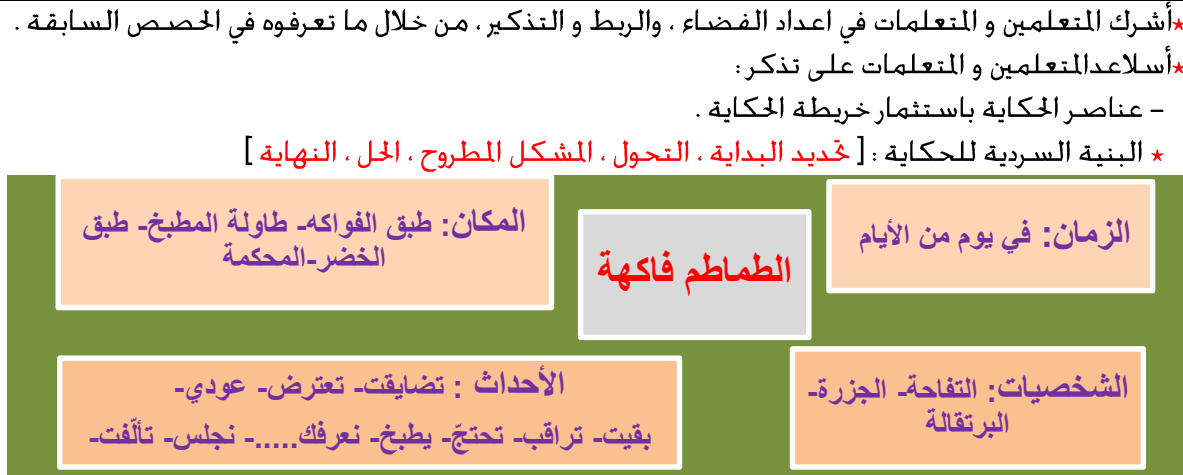 *أشرك المتعلمين و المتعلمات في اعداد الفضاء ، والربط و التذكير ، من خلال ما تعرفوه في الحصص السابقة .
*أسلاعدالمتعلمين و المتعلمات على تذكر :
– عناصر الحكاية باستثمار خريطة الحكاية .
* البنية السردية للحكاية : [ تحديد البداية ، التحول ، المشكل المطروح ، الحل ، النهاية ]
الزمان: في يوم من الأيام
الطماطم فاكهة
المكان: طبق الفواكه- طاولة المطبخ- طبق
الخضر-المحكمة
الشخصيات: التفاحة- الجزرة-
البرتقالة
الأحداث : تضايقت- تعترض- عودي-
بقيت- تراقب- تحتجّ- يطبخ- نعرفك.....- نجلس- تألّفت-